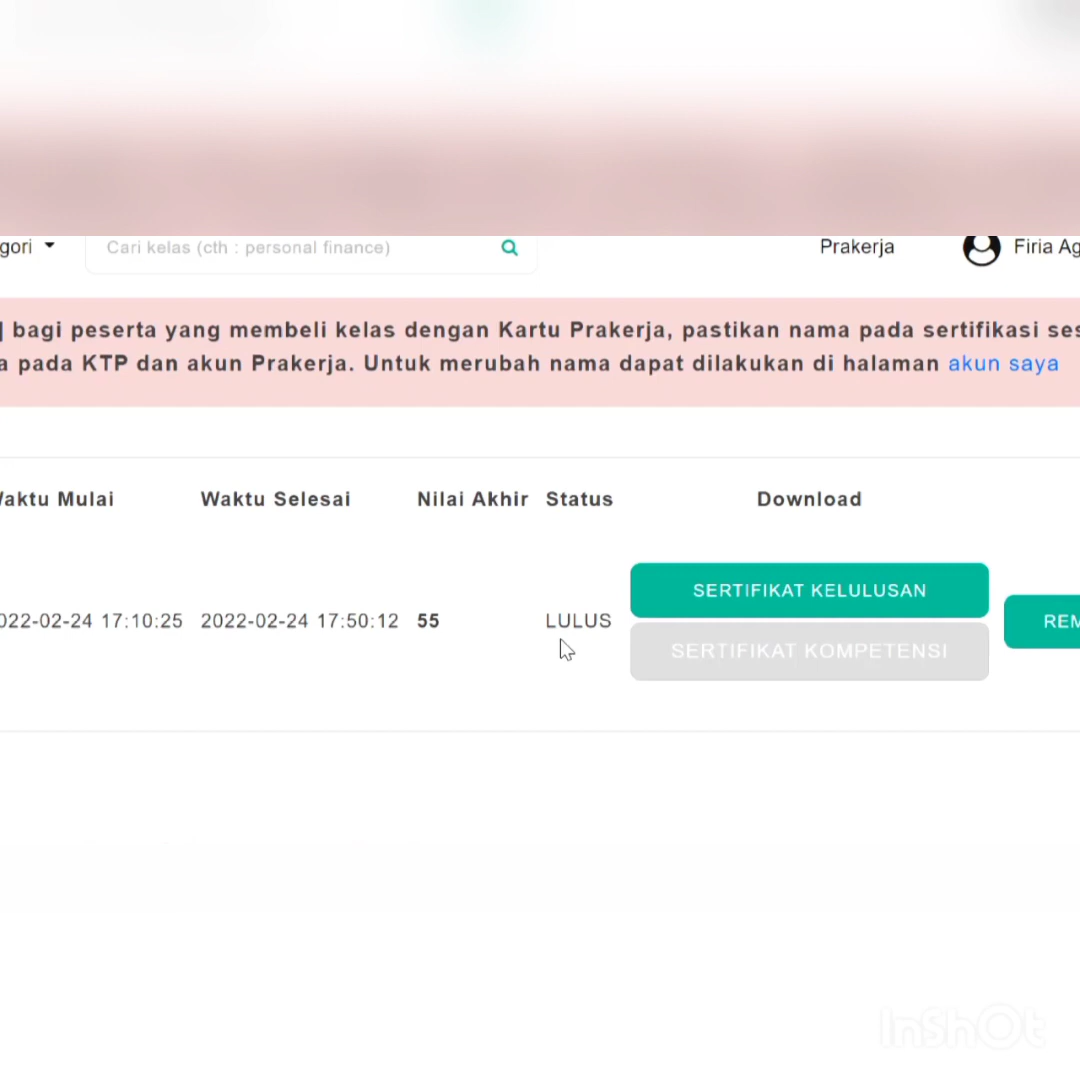 gori
Cari kelas (cth : personal finance)
Prakerja
Firia Ag
] bagi peserta yang membeli kelas dengan Kartu Prakerja, pastikan nama pada sertifikasi ses
a pada KTP dan akun Prakerja. Untuk merubah nama dapat dilakukan di halaman akun saya
Waktu Mulai Waktu Selesai Nilai Akhir Status Download
022-02-24 17:10:25 2022-02-24 17:50:12 55 LULUS
SERTIFIKAT KELULUSAN
SERTIFIKAT KOMPETENSI
REM
InShOt